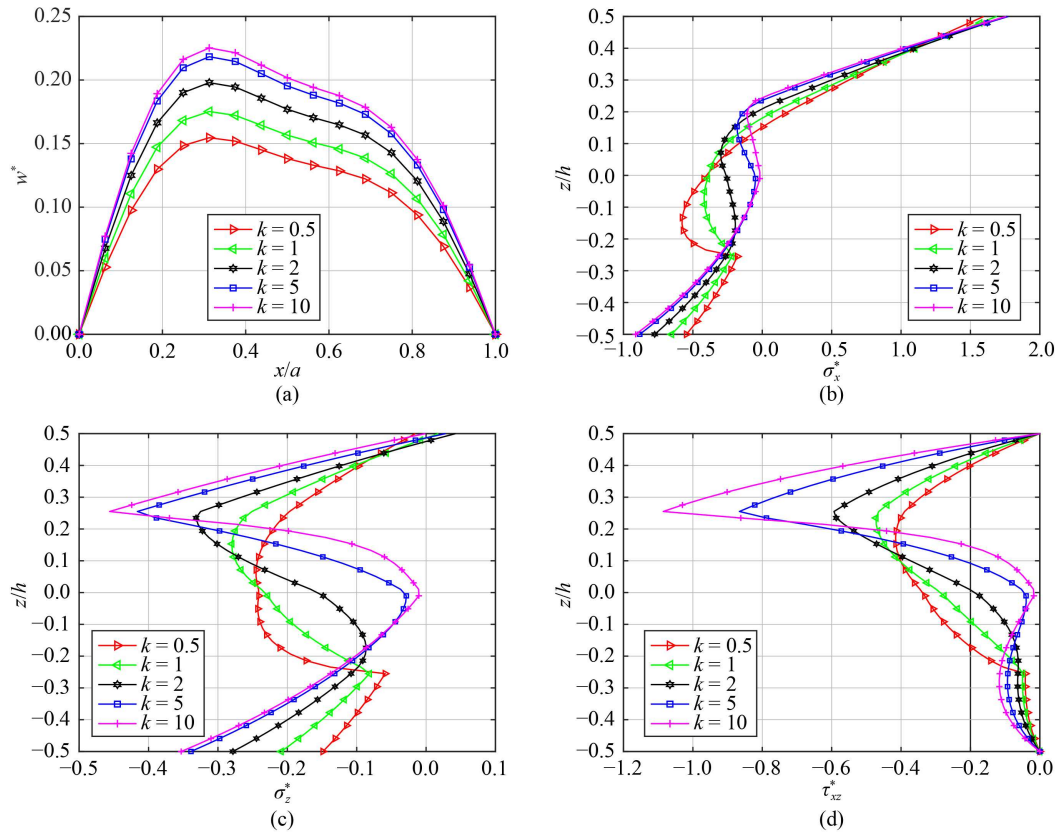 0.25
0.20
0.15
0.10
0.05
0.00
w*
0.0 0.2 0.4 0.6 0.8 1.0
x/a
k = 0.5
k = 1
k = 2
k = 5
k = 10
(a)
0.5
0.4
0.3
0.2
0.1
0.0
−0.1
−0.2
−0.3
−0.4
−0.5
z/h
−1.0 −0.5 0.0 0.5 1.0 1.5 2.0
σ*x
k = 0.5
k = 1
k = 2
k = 5
k = 10
(b)
0.5
0.4
0.3
0.2
0.1
0.0
−0.1
−0.2
−0.3
−0.4
−0.5
z/h
−0.5 −0.4 −0.3 −0.2 −0.1 0.0 0.1
σ*z
k = 0.5
k = 1
k = 2
k = 5
k = 10
(c)
0.5
0.4
0.3
0.2
0.1
0.0
−0.1
−0.2
−0.3
−0.4
−0.5
z/h
−1.2 −1.0 −0.8 −0.6 −0.4 −0.2 0.0
τ*xz
k = 0.5
k = 1
k = 2
k = 5
k = 10
(d)